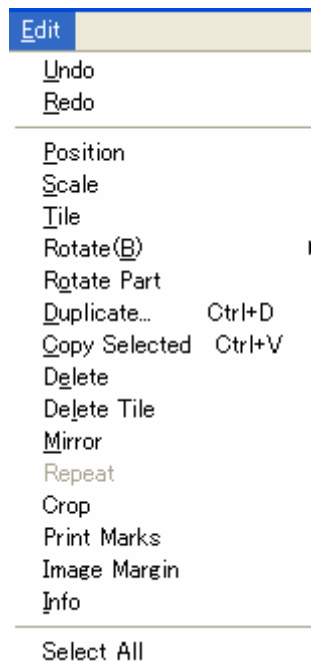 Edit
Undo
Redo
Position
Scale
Tile
Rotate(B)
Rotate Part
Duplicate... Ctrl+D
Copy Selected Ctrl+V
Delete
Delete Tile
Mirror
Repeat
Crop
Print Marks
Image Margin
Info
Select All